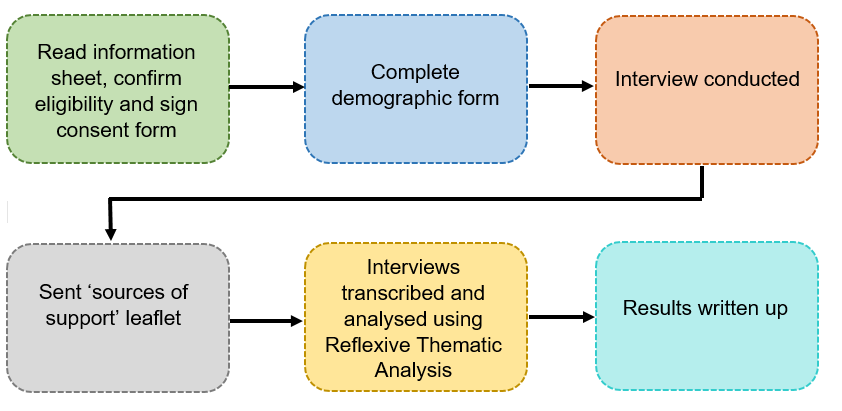 Read information
sheet, confirm
eligibility and sign
consent form
Complete
demographic form
Interview conducted
Sent ‘sources of
support’ leaflet
Interviews
transcribed and
analysed using
Reflexive Thematic
Analysis
Results written up